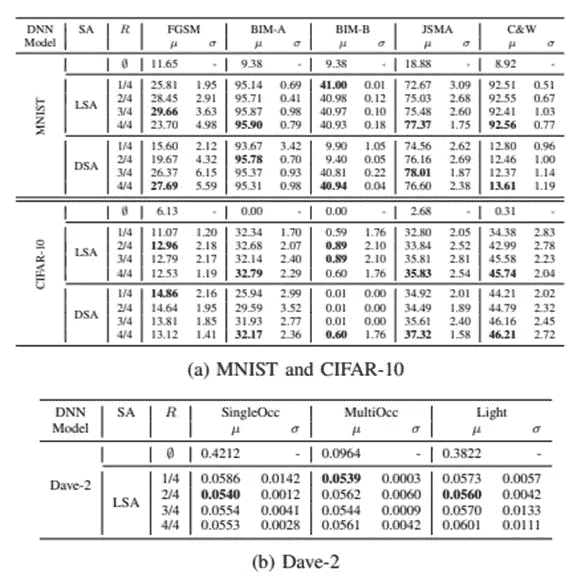 DNN Model SA R FGSM BIM-A BIM-B JSMA C&W
μ σ μ σ μ σ μ σ μ σ
MNIST
∅ 11.65 - 9.38 - 9.38 - 18.88 - 8.92 -
LSA
1/4 25.81 1.95 95.14 0.69 41.00 0.01 72.67 3.09 92.51 0.51
2/4 28.45 2.91 95.71 0.41 40.98 0.12 75.03 2.68 92.55 0.67
3/4 29.66 3.63 95.87 0.98 40.97 0.10 75.48 2.60 92.41 1.03
4/4 23.70 4.98 95.90 0.79 40.93 0.18 77.37 1.75 92.56 0.77
DSA
1/4 15.60 2.12 93.67 3.42 9.90 1.05 74.56 2.62 12.80 0.96
2/4 19.67 4.32 95.78 0.70 9.40 0.05 76.16 2.69 12.46 1.00
3/4 26.37 6.15 95.37 0.93 40.81 0.22 78.01 1.87 12.37 1.14
4/4 27.69 5.59 95.31 0.98 40.94 0.04 76.60 2.38 13.61 1.19
CIFAR-10
∅ 6.13 - 0.00 - 0.00 - 2.68 - 0.31 -
LSA
1/4 11.07 1.20 32.34 1.70 0.59 1.76 32.80 2.05 34.38 2.83
2/4 12.96 2.18 32.68 2.07 0.89 2.10 33.84 2.52 42.99 2.78
3/4 12.79 2.17 32.14 2.40 0.89 2.10 35.81 2.81 45.58 2.23
4/4 12.53 1.19 32.79 2.29 0.60 1.76 35.83 2.54 45.74 2.04
DSA
1/4 14.86 2.16 25.94 2.99 0.01 0.00 34.92 2.01 44.21 2.02
2/4 14.64 1.95 29.59 3.52 0.01 0.00 34.49 1.89 44.79 2.32
3/4 13.81 1.85 31.93 2.77 0.01 0.00 35.61 2.40 46.16 2.45
4/4 13.12 1.41 32.17 2.36 0.60 1.76 37.32 1.58 46.21 2.72
(a) MNIST and CIFAR-10
DNN Model SA R SingleOcc MultiOcc Light
μ σ μ σ μ σ
Dave-2
∅ 0.4212 - 0.0964 - 0.3822 -
LSA
1/4 0.0586 0.0142 0.0539 0.0003 0.0573 0.0057
2/4 0.0540 0.0012 0.0562 0.0060 0.0560 0.0042
3/4 0.0554 0.0041 0.0544 0.0009 0.0570 0.0133
4/4 0.0553 0.0028 0.0561 0.0042 0.0601 0.0111
(b) Dave-2